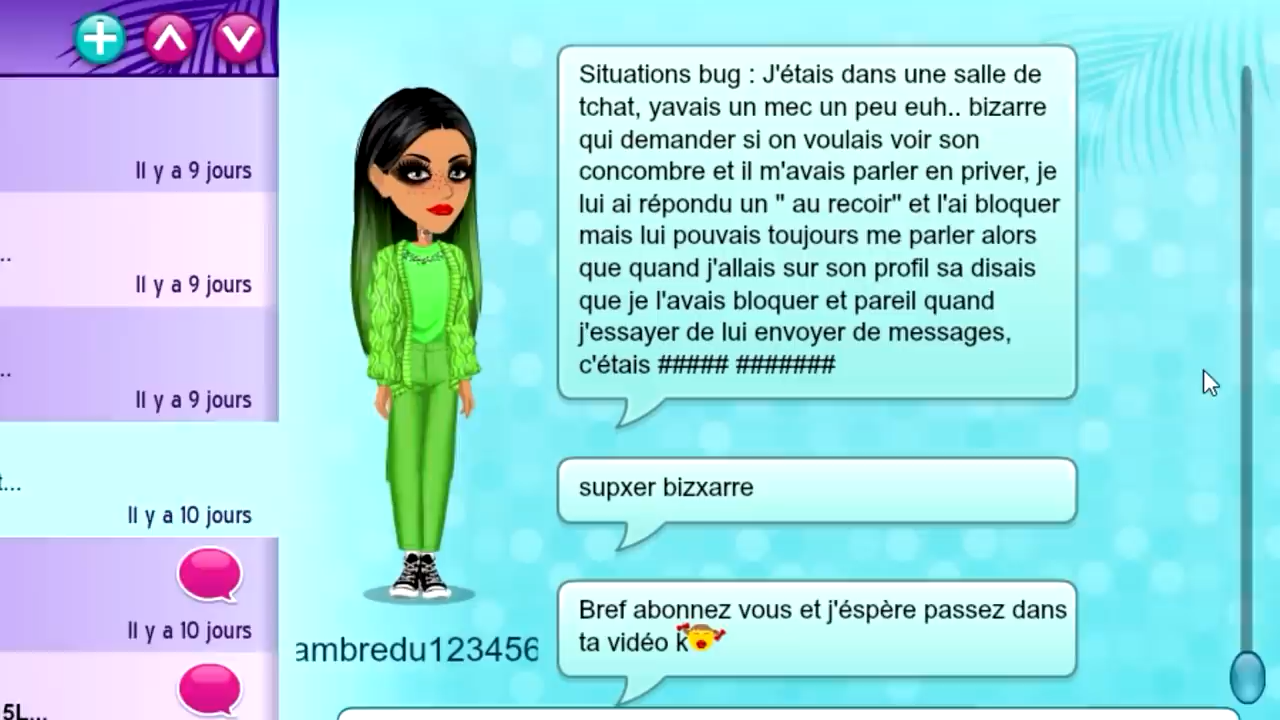 Il y a 9 jours
..
Il y a 9 jours
..
Il y a 9 jours
t...
Il y a 10 jours
Il y a 10 jours
5L...
ambredu123456
Situations bug : J'étais dans une salle de
tchat, yavais un mec un peu euh.. bizarre
qui demander si on voulais voir son
concombre et il m'avais parler en priver, je
lui ai répondu un " au recoir" et l'ai bloquer
mais lui pouvais toujours me parler alors
que quand j'allais sur son profil sa disais
que je l'avais bloquer et pareil quand
j'essayer de lui envoyer de messages,
c'étais ##### #######
supxer bizxarre
Bref abonnez vous et j'éspère passez dans
ta vidéo k